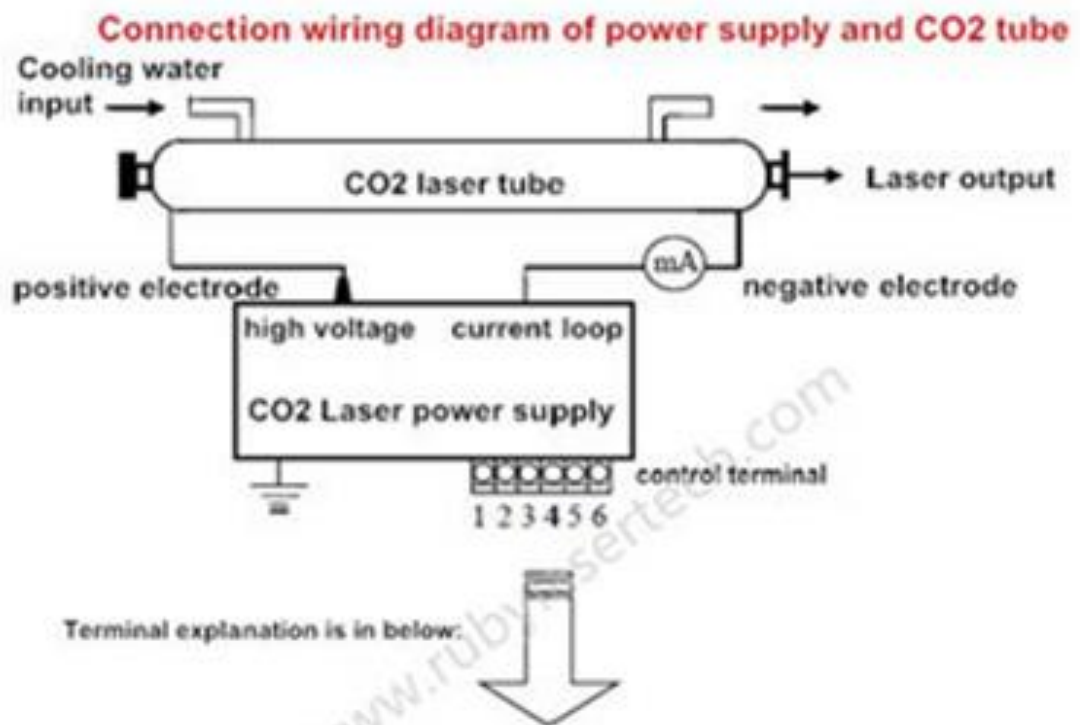 Connection wiring diagram of power supply and CO2 tube
Cooling water
input
CO2 laser tube
Laser output
mA
positive electrode
negative electrode
high voltage current loop
CO2 Laser power supply
control terminal
1 2 3 4 5 6
Terminal explanation is in below: